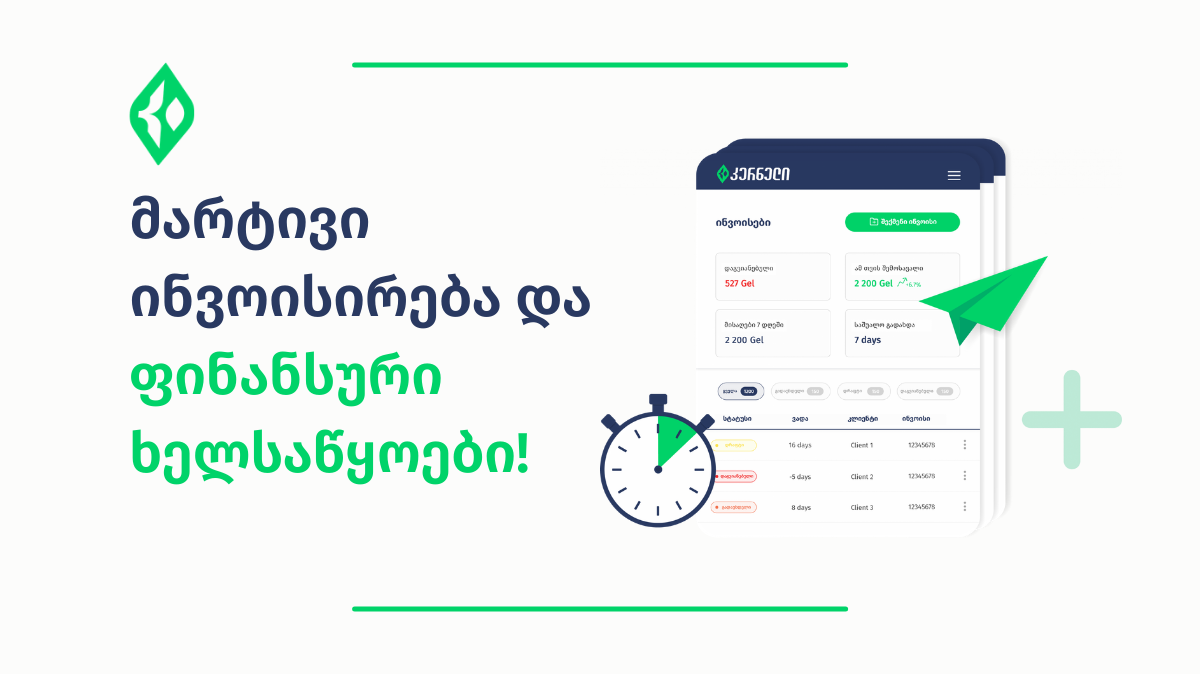 მარტივი
ინვოისირება და
ფინანსური
ხელსაწყოები!
კერნელი
ინვოისები
შექმენი ინვოისი
დაგვიანებული
527 Gel
ამ თვის შემოსავალი
2 200 Gel
მისაღები 7 დღეში
2 200 Gel
საშუალო გადახდა
7 days
სტატუსი ვადა კლიენტი ინვოისი
16 days Client 1 12345678
დაგვიანებული -5 days Client 2 12345678
8 days Client 3 12345678